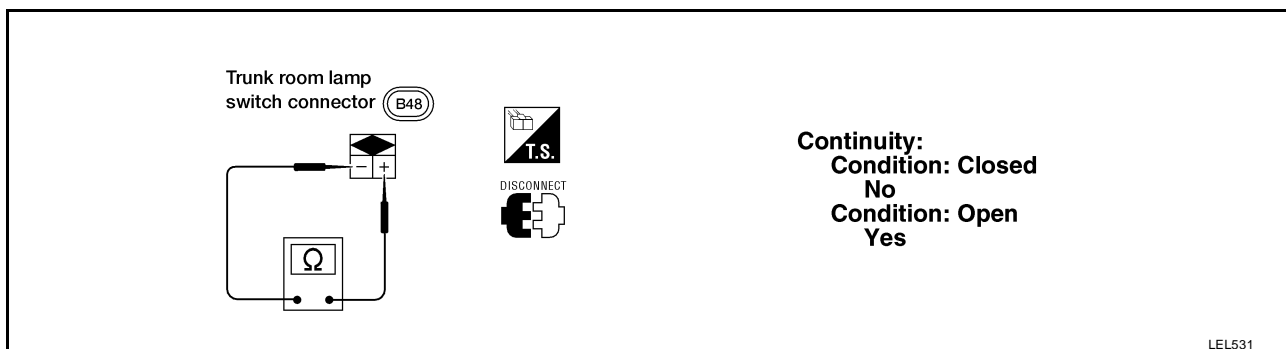 Trunk room lamp
switch connector B48
T.S.
DISCONNECT
− +
Ω
Continuity:
Condition: Closed
No
Condition: Open
Yes
LEL531